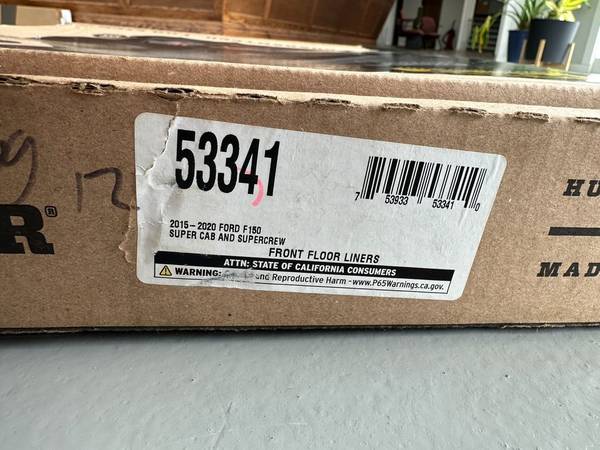 53341
7 53933 53341 0
2015-2020 FORD F150
SUPER CAB AND SUPERCREW
FRONT FLOOR LINERS
ATTN: STATE OF CALIFORNIA CONSUMERS
WARNING: and Reproductive Harm -www.P65Warnings.ca.gov.
12
R®
HU
MAD